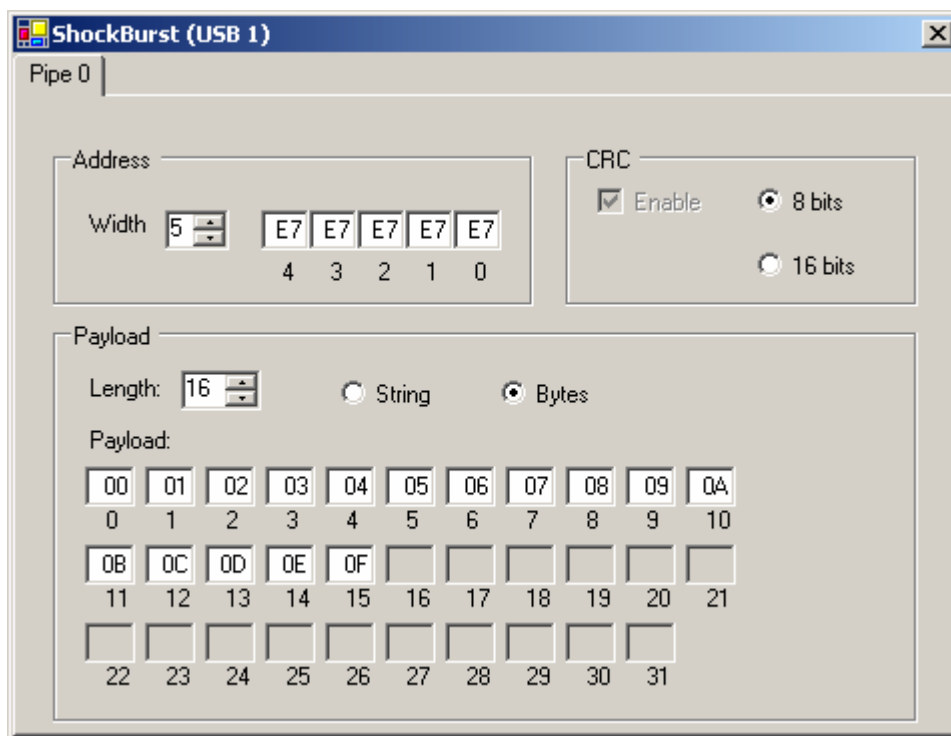 ShockBurst (USB 1)
Pipe 0
Address
Width 5 E7 E7 E7 E7 E7
4 3 2 1 0
CRC
Enable 8 bits
16 bits
Payload
Length: 16 String Bytes
Payload:
00 01 02 03 04 05 06 07 08 09 0A
0 1 2 3 4 5 6 7 8 9 10
0B 0C 0D 0E 0F
11 12 13 14 15 16 17 18 19 20 21
22 23 24 25 26 27 28 29 30 31